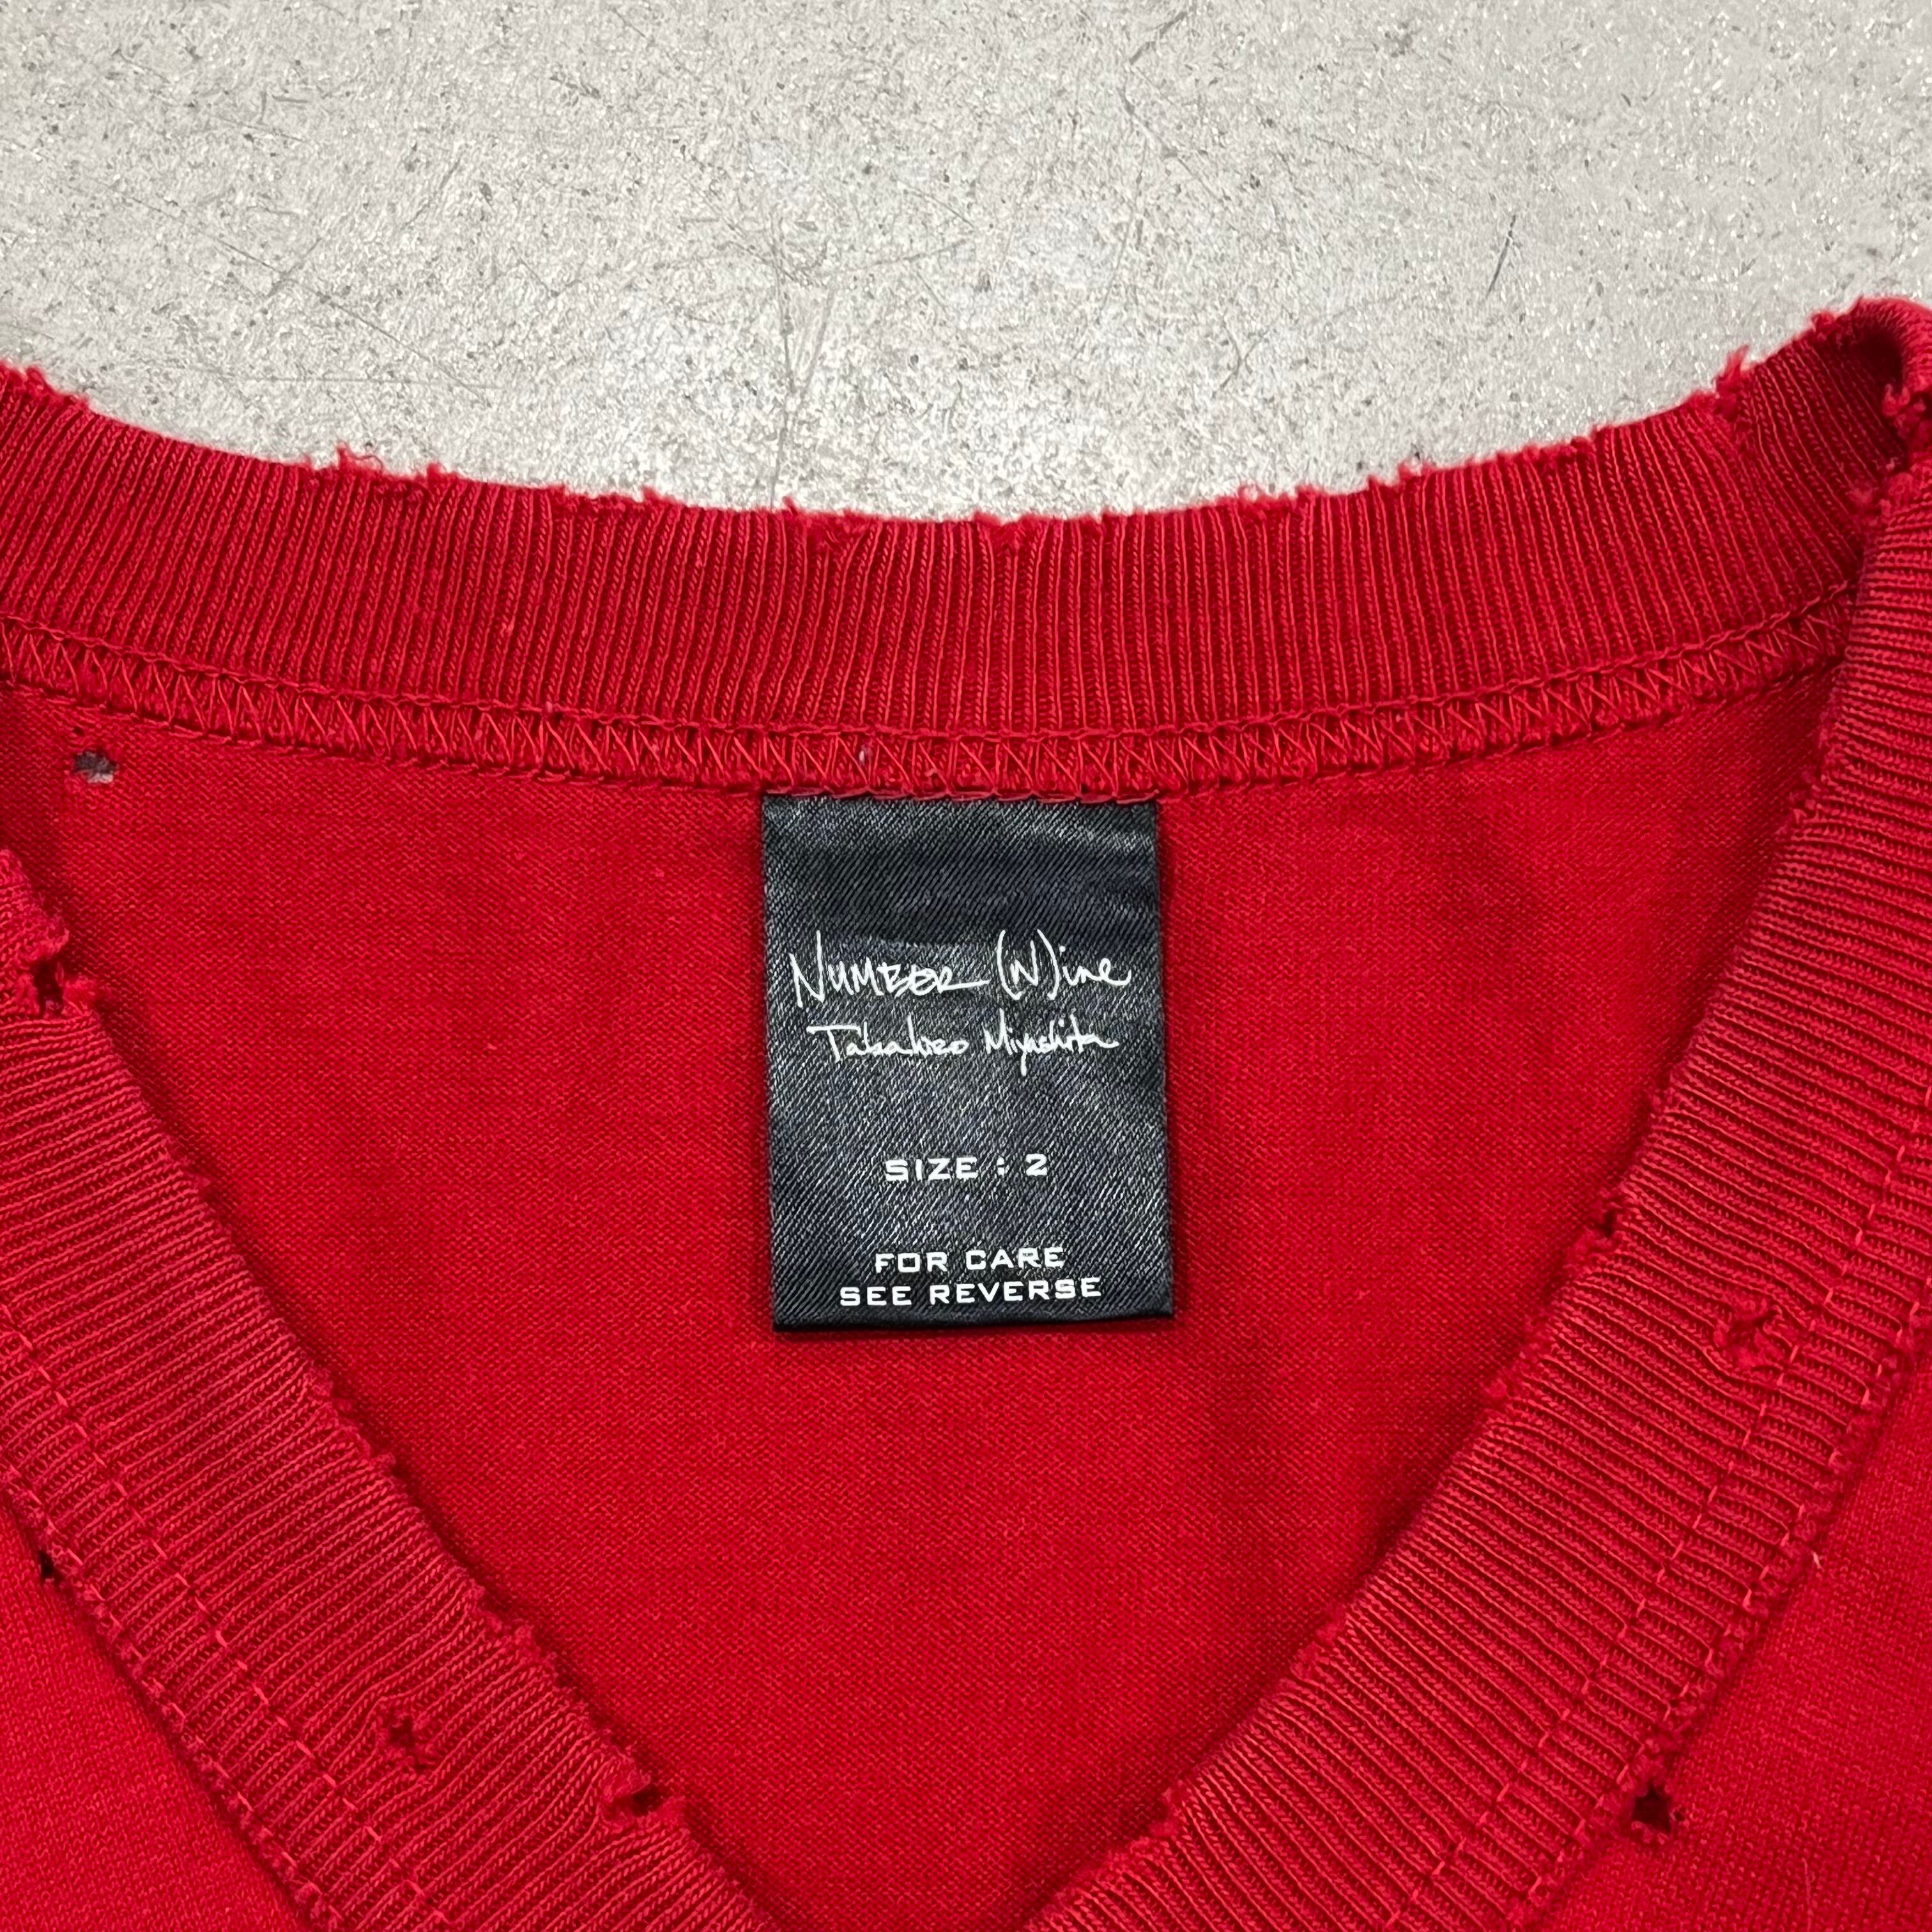 NUMBER (N)ine
Takahiro Miyashita
SIZE : 2
FOR CARE
SEE REVERSE